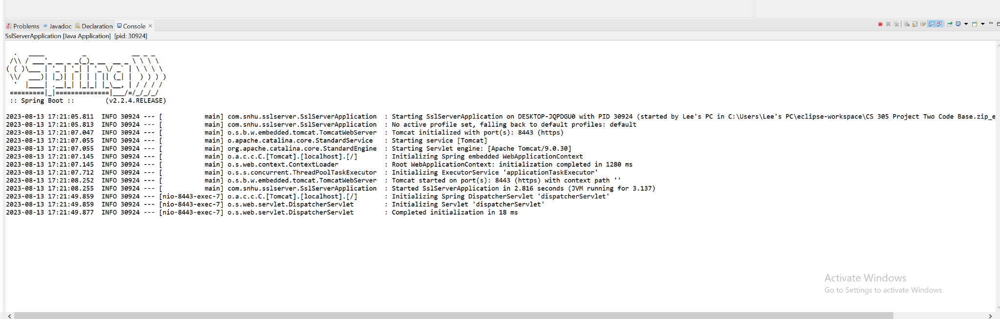 Problems Javadoc Declaration Console
SslServerApplication [Java Application] [pid: 30924]
  .   ____          _            __ _ _
 /\\ / ___'_ __ _ _(_)_ __  __ _ \ \ \ \
( ( )\___ | '_ | '_| | '_ \/ _` | \ \ \ \
 \\/  ___)| |_)| | | | | || (_| |  ) ) ) )
  '  |____| .__|_| |_|_| |_\__, | / / / /
 =========|_|==============|___/=/_/_/_/
 :: Spring Boot ::        (v2.2.4.RELEASE)
2023-08-13 17:21:05.811  INFO 30924 --- [           main] com.snhu.sslserver.SslServerApplication  : Starting SslServerApplication on DESKTOP-JQPDGU0 with PID 30924 (started by Lee's PC in C:\Users\Lee's PC\eclipse-workspace\CS 305 Project Two Code Base.zip_e
2023-08-13 17:21:05.813  INFO 30924 --- [           main] com.snhu.sslserver.SslServerApplication  : No active profile set, falling back to default profiles: default
2023-08-13 17:21:07.047  INFO 30924 --- [           main] o.s.b.w.embedded.tomcat.TomcatWebServer  : Tomcat initialized with port(s): 8443 (https)
2023-08-13 17:21:07.055  INFO 30924 --- [           main] o.apache.catalina.core.StandardService   : Starting service [Tomcat]
2023-08-13 17:21:07.055  INFO 30924 --- [           main] org.apache.catalina.core.StandardEngine  : Starting Servlet engine: [Apache Tomcat/9.0.30]
2023-08-13 17:21:07.145  INFO 30924 --- [           main] o.a.c.c.C.[Tomcat].[localhost].[/]       : Initializing Spring embedded WebApplicationContext
2023-08-13 17:21:07.145  INFO 30924 --- [           main] o.s.web.context.ContextLoader            : Root WebApplicationContext: initialization completed in 1280 ms
2023-08-13 17:21:07.712  INFO 30924 --- [           main] o.s.s.concurrent.ThreadPoolTaskExecutor  : Initializing ExecutorService 'applicationTaskExecutor'
2023-08-13 17:21:08.252  INFO 30924 --- [           main] o.s.b.w.embedded.tomcat.TomcatWebServer  : Tomcat started on port(s): 8443 (https) with context path ''
2023-08-13 17:21:08.255  INFO 30924 --- [           main] com.snhu.sslserver.SslServerApplication  : Started SslServerApplication in 2.816 seconds (JVM running for 3.137)
2023-08-13 17:21:49.859  INFO 30924 --- [nio-8443-exec-7] o.a.c.c.C.[Tomcat].[localhost].[/]       : Initializing Spring DispatcherServlet 'dispatcherServlet'
2023-08-13 17:21:49.859  INFO 30924 --- [nio-8443-exec-7] o.s.web.servlet.DispatcherServlet        : Initializing Servlet 'dispatcherServlet'
2023-08-13 17:21:49.877  INFO 30924 --- [nio-8443-exec-7] o.s.web.servlet.DispatcherServlet        : Completed initialization in 18 ms
Activate Windows
Go to Settings to activate Windows.